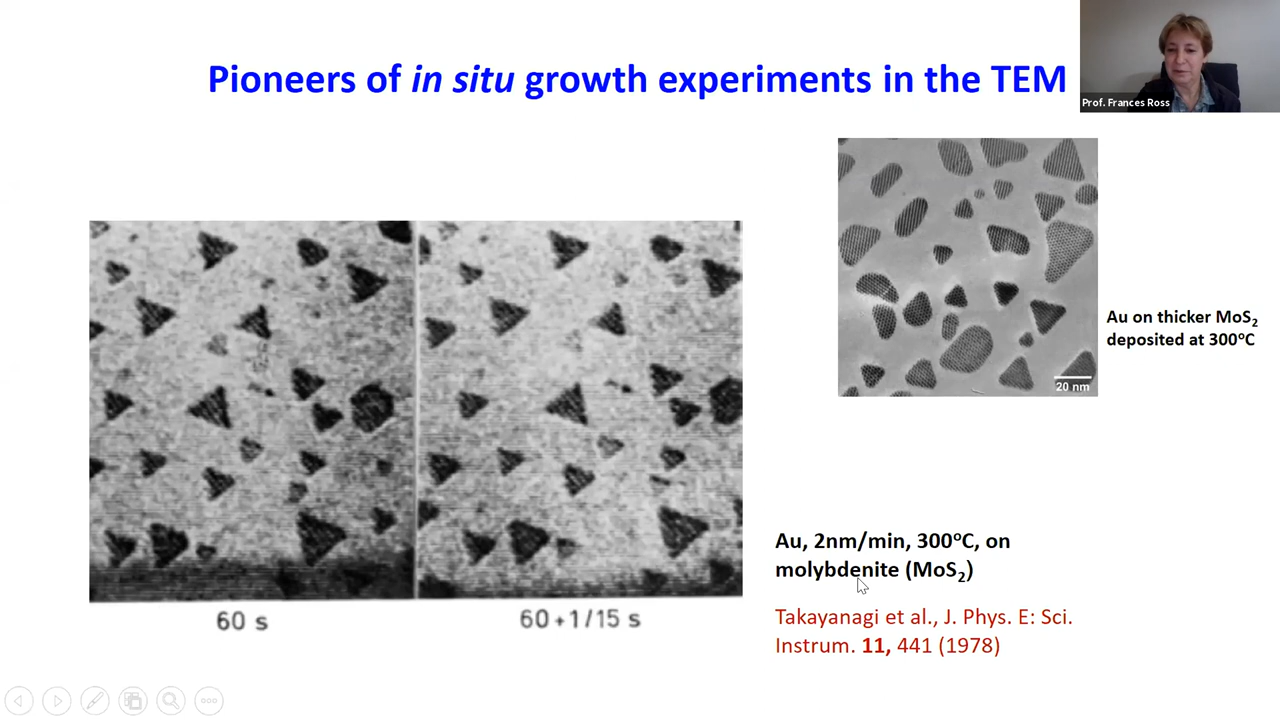 Pioneers of in situ growth experiments in the TEM
Prof. Frances Ross
Au on thicker MoS₂
deposited at 300°C
20 nm
Au, 2nm/min, 300°C, on
molybdenite (MoS₂)
Takayanagi et al., J. Phys. E: Sci.
Instrum. 11, 441 (1978)
60 s
60+1/15 s